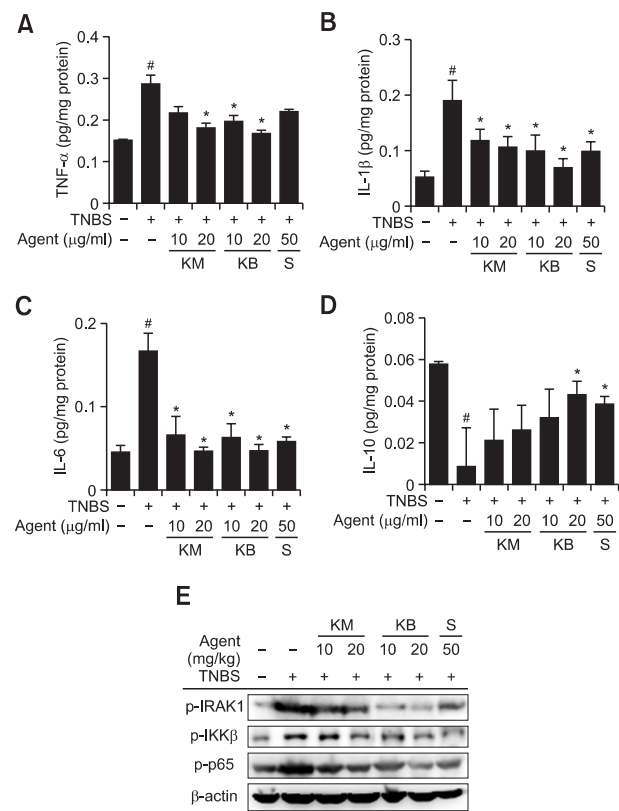 A
TNF-α (pg/mg protein)
0.4
0.3
0.2
0.1
0
#
*
*
*
TNBS – + + + + + +
Agent (μg/ml) – – 10 20 10 20 50
KM KB S
B
IL-1β (pg/mg protein)
0.3
0.2
0.1
0
#
*
*
*
*
*
TNBS – + + + + + +
Agent (μg/ml) – – 10 20 10 20 50
KM KB S
C
IL-6 (pg/mg protein)
0.2
0.1
0
#
*
*
*
*
*
TNBS – + + + + + +
Agent (μg/ml) – – 10 20 10 20 50
KM KB S
D
IL-10 (pg/mg protein)
0.08
0.06
0.04
0.02
0
#
*
*
TNBS – + + + + + +
Agent (μg/ml) – – 10 20 10 20 50
KM KB S
E
KM KB S
Agent
(mg/kg) – – 10 20 10 20 50
TNBS – + + + + + +
p-IRAK1
p-IKKβ
p-p65
β-actin